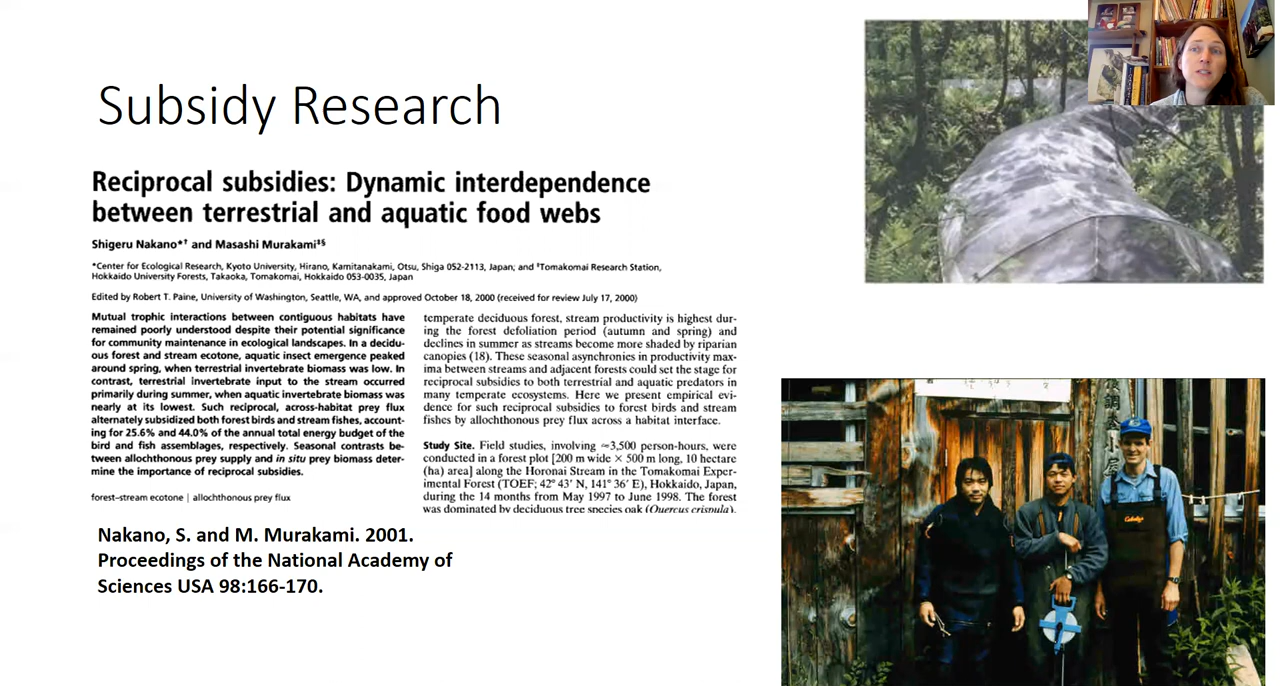 Subsidy Research
Reciprocal subsidies: Dynamic interdependence
between terrestrial and aquatic food webs
Shigeru Nakano*† and Masashi Murakami‡§
*Center for Ecological Research, Kyoto University, Hirano, Kamitanakami, Otsu, Shiga 052-2113, Japan; and ‡Tomakomai Research Station,
Hokkaido University Forests, Takaoka, Tomakomai, Hokkaido 053-0035, Japan
Edited by Robert T. Paine, University of Washington, Seattle, WA, and approved October 18, 2000 (received for review July 17, 2000)
Mutual trophic interactions between contiguous habitats have
remained poorly understood despite their potential significance
for community maintenance in ecological landscapes. In a decidu-
ous forest and stream ecotone, aquatic insect emergence peaked
around spring, when terrestrial invertebrate biomass was low. In
contrast, terrestrial invertebrate input to the stream occurred
primarily during summer, when aquatic invertebrate biomass was
nearly at its lowest. Such reciprocal, across-habitat prey flux
alternately subsidized both forest birds and stream fishes, account-
ing for 25.6% and 44.0% of the annual total energy budget of the
bird and fish assemblages, respectively. Seasonal contrasts be-
tween allochthonous prey supply and in situ prey biomass deter-
mine the importance of reciprocal subsidies.
forest–stream ecotone | allochthonous prey flux
temperate deciduous forest, stream productivity is highest dur-
ing the forest defoliation period (autumn and spring) and
declines in summer as streams become more shaded by riparian
canopies (18). These seasonal asynchronies in productivity max-
ima between streams and adjacent forests could set the stage for
reciprocal subsidies to both terrestrial and aquatic predators in
many temperate ecosystems. Here we present empirical evi-
dence for such reciprocal subsidies to forest birds and stream
fishes by allochthonous prey flux across a habitat interface.
Study Site. Field studies, involving ≈3,500 person-hours, were
conducted in a forest plot [200 m wide × 500 m long, 10 hectare
(ha) area] along the Horonai Stream in the Tomakomai Exper-
imental Forest (TOEF; 42° 43′ N, 141° 36′ E), Hokkaido, Japan,
during the 14 months from May 1997 to June 1998. The forest
was dominated by deciduous tree species oak (Quercus crispula),
Nakano, S. and M. Murakami. 2001.
Proceedings of the National Academy of
Sciences USA 98:166-170.
Cabela's